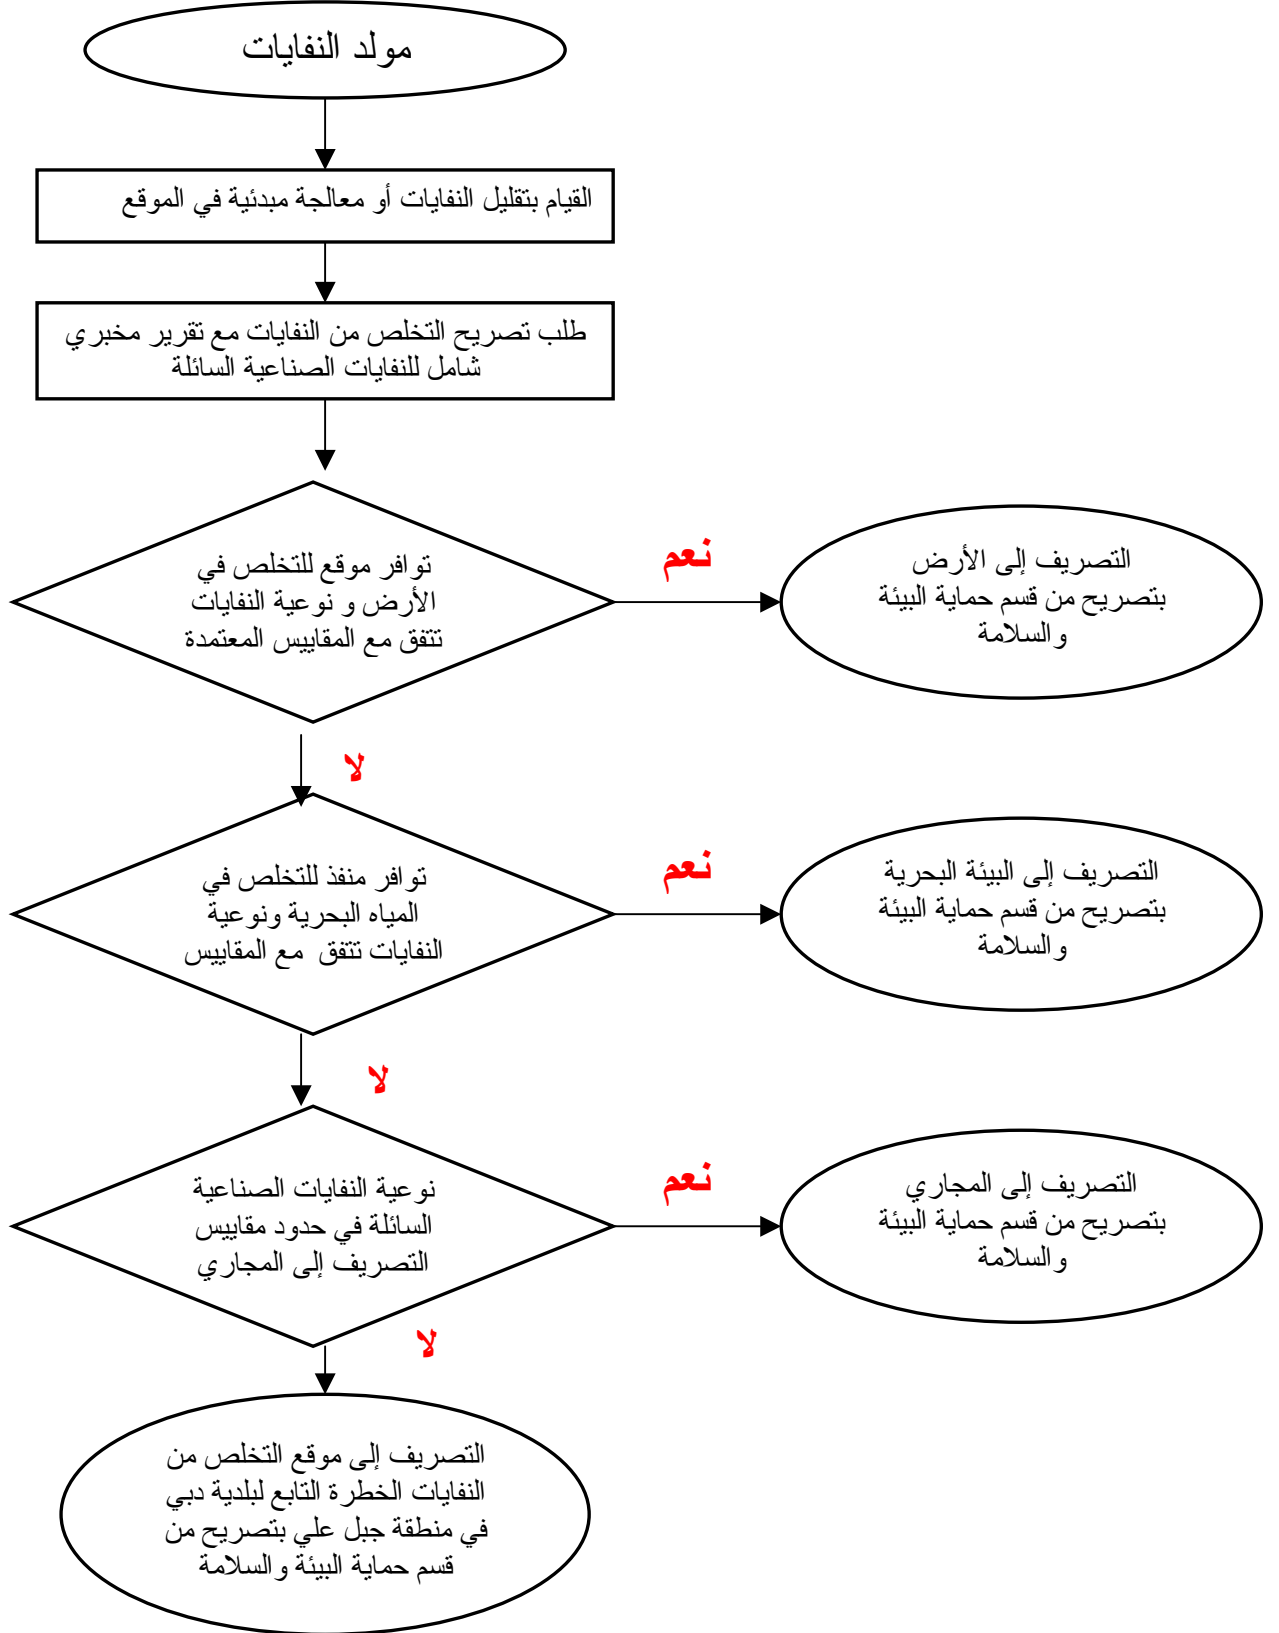 مولد النفايات
القيام بتقليل النفايات أو معالجة مبدئية في الموقع
طلب تصريح التخلص من النفايات مع تقرير مخبري
شامل للنفايات الصناعية السائلة
توافر موقع للتخلص في
الأرض و نوعية النفايات
تتفق مع المقاييس المعتمدة
نعم
التصريف إلى الأرض
بتصريح من قسم حماية البيئة
والسلامة
لا
توافر منفذ للتخلص في
المياه البحرية ونوعية
النفايات تتفق مع المقاييس
نعم
التصريف إلى البيئة البحرية
بتصريح من قسم حماية البيئة
والسلامة
لا
نوعية النفايات الصناعية
السائلة في حدود مقاييس
التصريف إلى المجاري
نعم
التصريف إلى المجاري
بتصريح من قسم حماية البيئة
والسلامة
لا
التصريف إلى موقع التخلص من
النفايات الخطرة التابع لبلدية دبي
في منطقة جبل علي بتصريح من
قسم حماية البيئة والسلامة